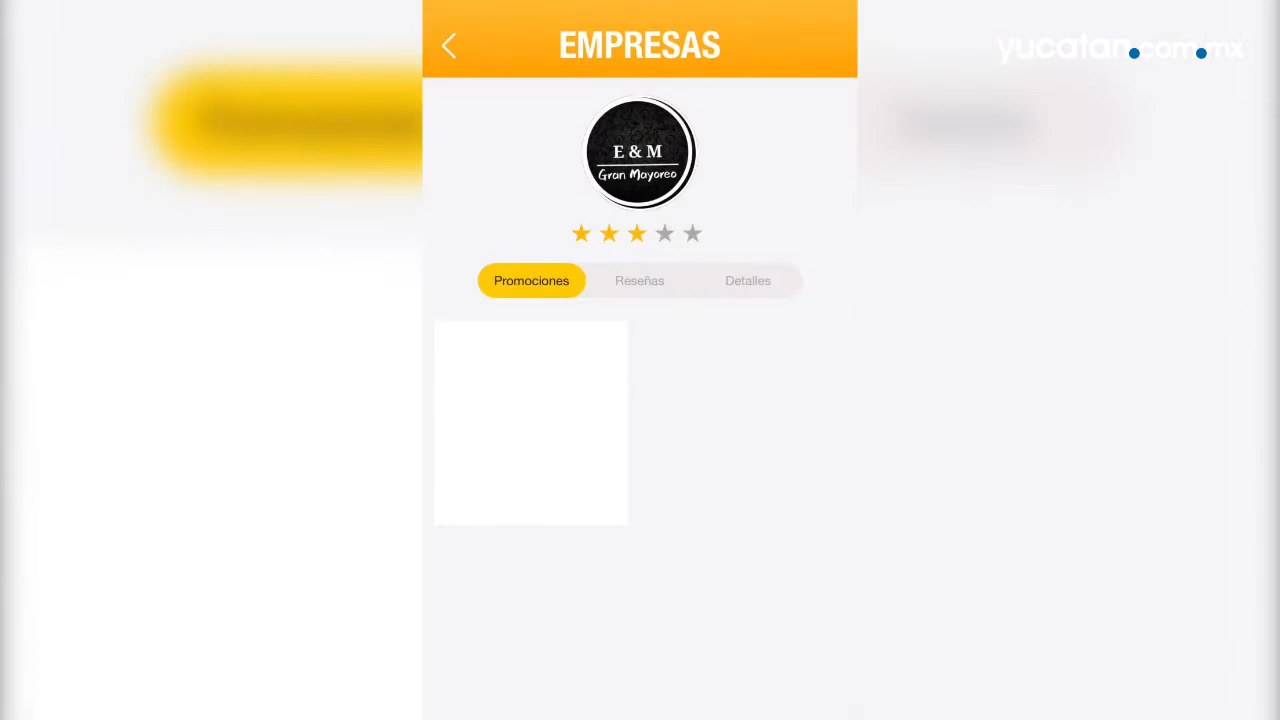 EMPRESAS
yucatan.com.mx
E & M
Gran Mayoreo
Promociones
Reseñas
Detalles